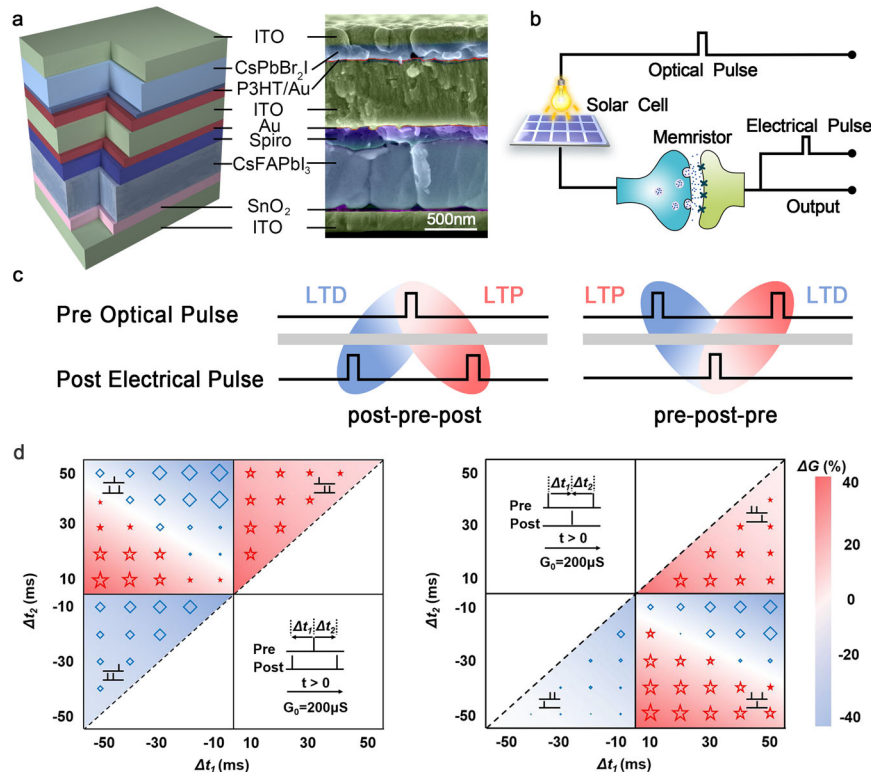 a
ITO
CsPbBr₂I
P3HT/Au
ITO
Au
Spiro
CsFAPbI₃
SnO₂
ITO
500nm
b
Optical Pulse
Solar Cell
Memristor
Electrical Pulse
Output
c
LTD LTP LTP LTD
Pre Optical Pulse
Post Electrical Pulse
post-pre-post pre-post-pre
d
50
30
10
-10
-30
-50
Δt₂ (ms)
-50 -30 -10 10 30 50
Δt₁ (ms)
Δt₁ Δt₂
Pre
Post
t > 0
G₀=200μS
50
30
10
-10
-30
-50
Δt₂ (ms)
-50 -30 -10 10 30 50
Δt₁ (ms)
Δt₁ Δt₂
Pre
Post
t > 0
G₀=200μS
ΔG (%)
40
20
0
-20
-40